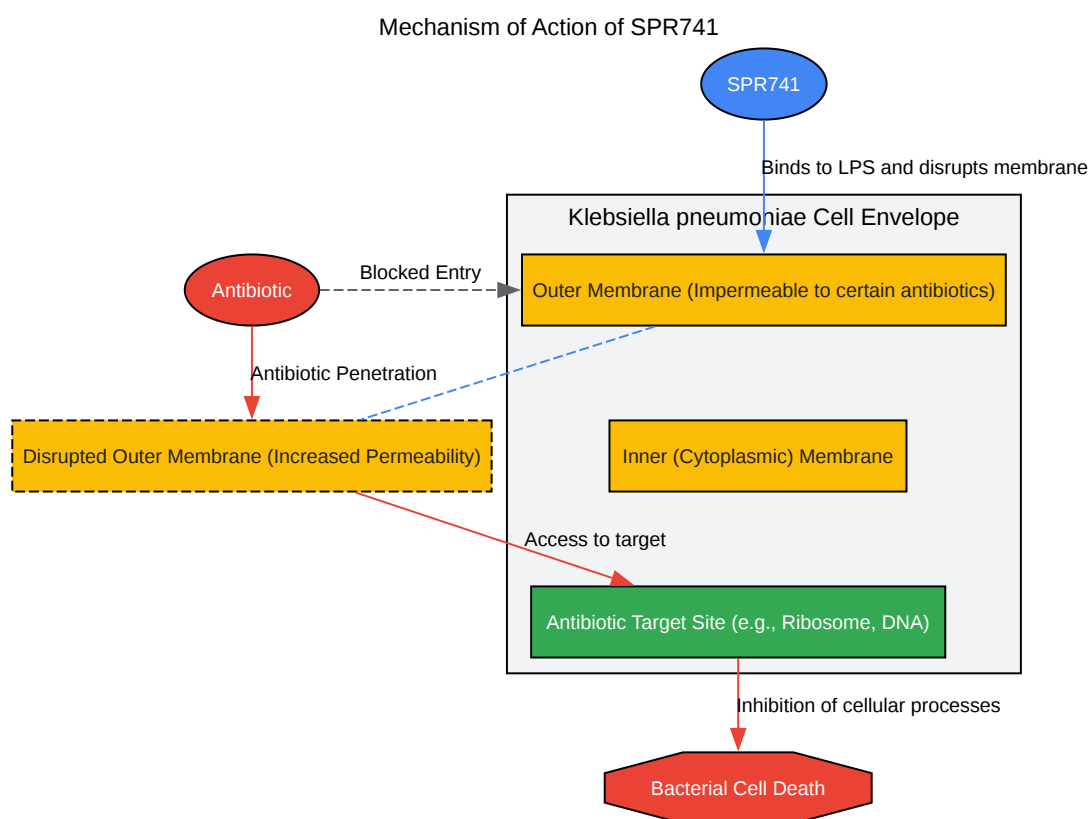 Mechanism of Action of SPR741
SPR741
Binds to LPS and disrupts membrane
Klebsiella pneumoniae Cell Envelope
Antibiotic
Blocked Entry
Outer Membrane (Impermeable to certain antibiotics)
Antibiotic Penetration
Disrupted Outer Membrane (Increased Permeability)
Inner (Cytoplasmic) Membrane
Access to target
Antibiotic Target Site (e.g., Ribosome, DNA)
Inhibition of cellular processes
Bacterial Cell Death